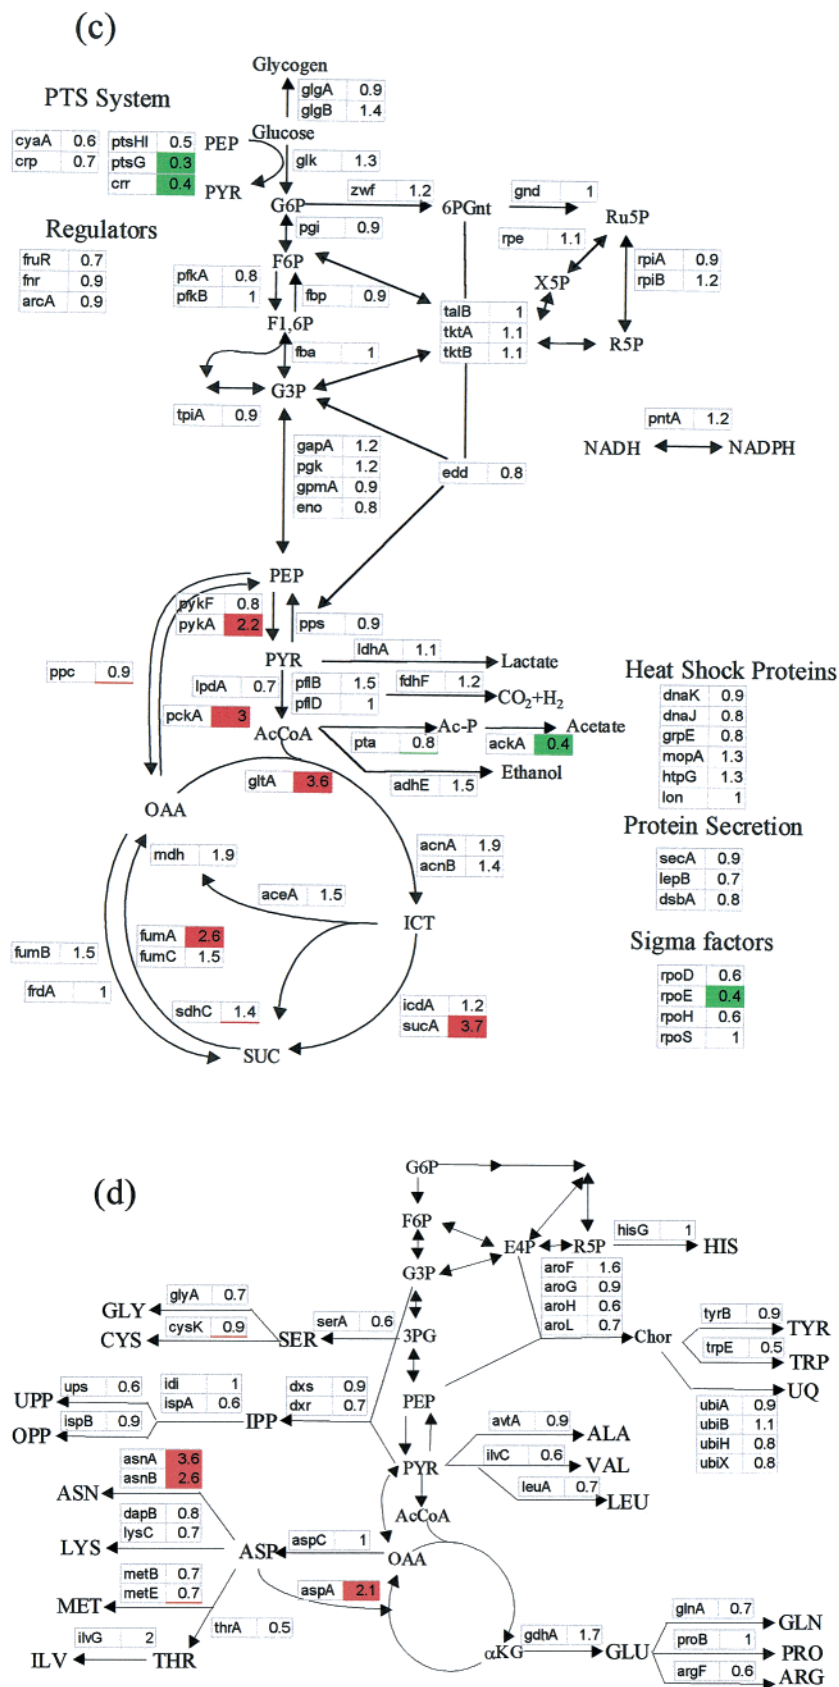 (c)
Glycogen
glgA 0.9
glgB 1.4
PTS System
cyaA 0.6
crp 0.7
ptsHI 0.5
ptsG 0.3
crr 0.4
PEP
PYR
Glucose
glk 1.3
G6P
zwf 1.2
6PGnt
gnd 1
Ru5P
pgi 0.9
rpe 1.1
Regulators
fruR 0.7
fnr 0.9
arcA 0.9
F6P
X5P
rpiA 0.9
rpiB 1.2
pfkA 0.8
pfkB 1
fbp 0.9
F1,6P
talB 1
tktA 1.1
tktB 1.1
R5P
fba 1
G3P
tpiA 0.9
pntA 1.2
NADH
NADPH
gapA 1.2
pgk 1.2
gpmA 0.9
eno 0.8
edd 0.8
PEP
pykF 0.8
pykA 2.2
pps 0.9
ppc 0.9
PYR
ldhA 1.1
Lactate
lpdA 0.7
pflB 1.5
pflD 1
fdhF 1.2
CO2+H2
pckA 3
AcCoA
pta 0.8
Ac-P
ackA 0.4
Acetate
gltA 3.6
adhE 1.5
Ethanol
OAA
mdh 1.9
acnA 1.9
acnB 1.4
aceA 1.5
ICT
fumA 2.6
fumC 1.5
fumB 1.5
frdA 1
sdhC 1.4
icdA 1.2
sucA 3.7
SUC
Heat Shock Proteins
dnaK 0.9
dnaJ 0.8
grpE 0.8
mopA 1.3
htpG 1.3
lon 1
Protein Secretion
secA 0.9
lepB 0.7
dsbA 0.8
Sigma factors
rpoD 0.6
rpoE 0.4
rpoH 0.6
rpoS 1
(d)
G6P
F6P
E4P
R5P
hisG 1
HIS
G3P
aroF 1.6
aroG 0.9
aroH 0.6
aroL 0.7
glyA 0.7
GLY
cysK 0.9
CYS
SER
serA 0.6
3PG
Chor
tyrB 0.9
TYR
trpE 0.5
TRP
UQ
ubiA 0.9
ubiB 1.1
ubiH 0.8
ubiX 0.8
ups 0.6
UPP
ispB 0.9
OPP
idi 1
ispA 0.6
IPP
dxs 0.9
dxr 0.7
PEP
avtA 0.9
ALA
ilvC 0.6
VAL
leuA 0.7
LEU
PYR
asnA 3.6
asnB 2.6
ASN
AcCoA
dapB 0.8
lysC 0.7
LYS
ASP
aspC 1
OAA
metB 0.7
metE 0.7
MET
aspA 2.1
thrA 0.5
ilvG 2
ILV
THR
αKG
gdhA 1.7
GLU
glnA 0.7
GLN
proB 1
PRO
argF 0.6
ARG